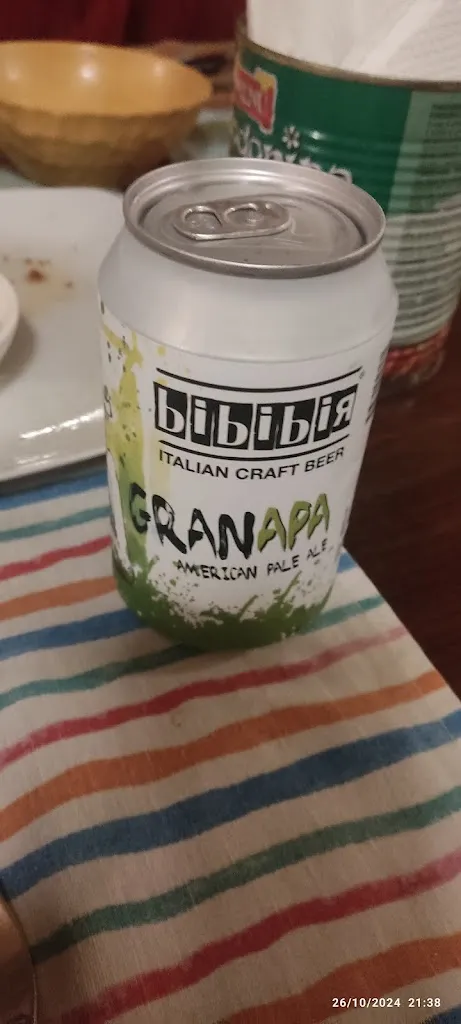 bibibiЯ
ITALIAN CRAFT BEER
GRANAPA
AMERICAN PALE ALE
26/10/2024 21:38